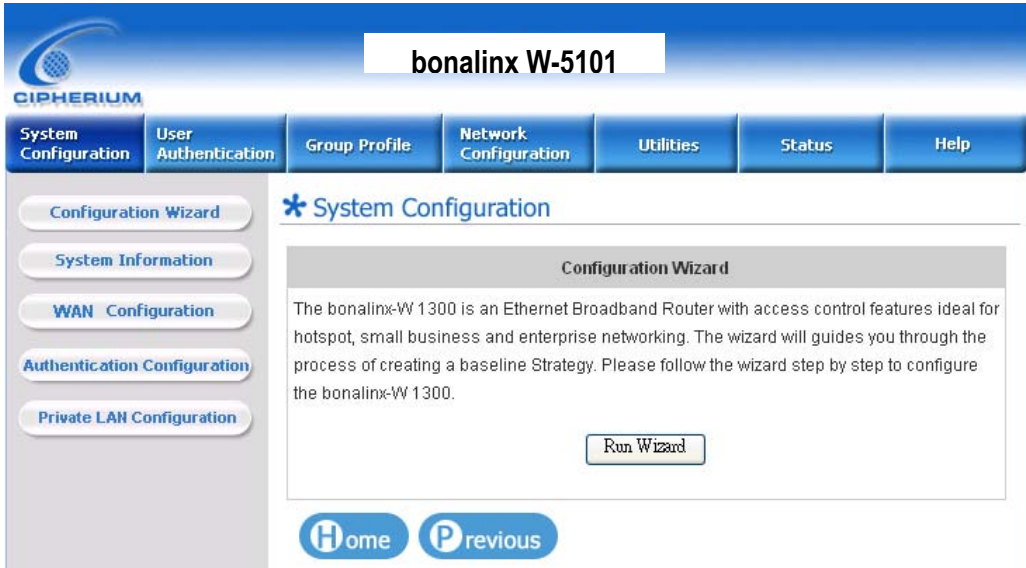 bonalinx W-5101
CIPHERIUM
System Configuration
User Authentication
Group Profile
Network Configuration
Utilities
Status
Help
Configuration Wizard
System Information
WAN Configuration
Authentication Configuration
Private LAN Configuration
System Configuration
Configuration Wizard
The bonalinx-W 1300 is an Ethernet Broadband Router with access control features ideal for
hotspot, small business and enterprise networking. The wizard will guides you through the
process of creating a baseline Strategy. Please follow the wizard step by step to configure
the bonalinx-W 1300.
Run Wizard
Home
Previous